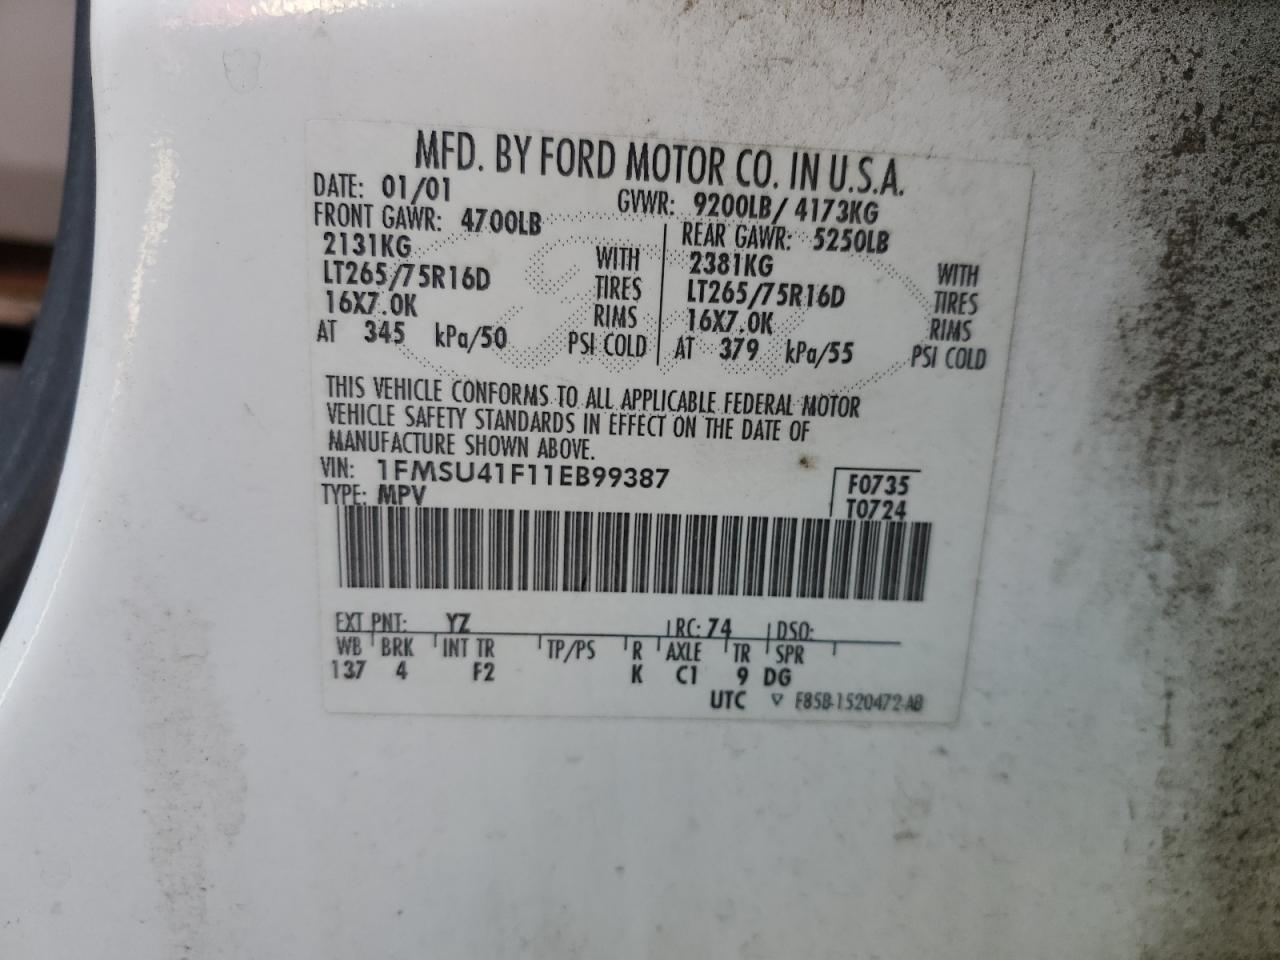 MFD. BY FORD MOTOR CO. IN U.S.A.
DATE: 01/01 GVWR: 9200LB/ 4173KG
FRONT GAWR: 4700LB REAR GAWR: 5250LB
2131KG WITH 2381KG WITH
LT265/75R16D TIRES LT265/75R16D TIRES
16X7.0K RIMS 16X7.0K RIMS
AT 345 kPa/50 PSI COLD AT 379 kPa/55 PSI COLD
THIS VEHICLE CONFORMS TO ALL APPLICABLE FEDERAL MOTOR
VEHICLE SAFETY STANDARDS IN EFFECT ON THE DATE OF
MANUFACTURE SHOWN ABOVE.
VIN: 1FMSU41F11EB99387 F0735
TYPE: MPV T0724
EXT PNT: YZ RC: 74 DSO:
WB BRK INT TR TP/PS R AXLE TR SPR
137 4 F2 K C1 9 DG
UTC ▽ F85B-1520472-AB